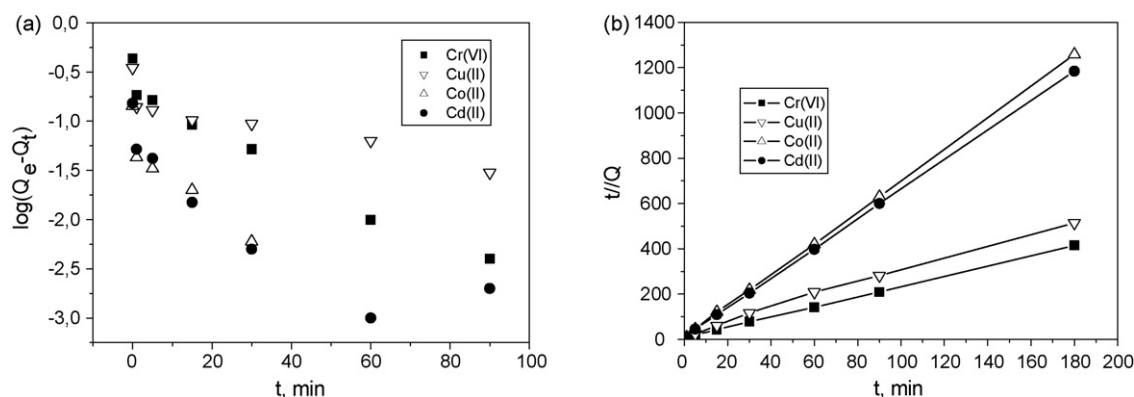 (a)
0,0
-0,5
-1,0
-1,5
-2,0
-2,5
-3,0
log(Q_e-Q_t)
Cr(VI)
Cu(II)
Co(II)
Cd(II)
0 20 40 60 80 100
t, min
(b)
1400
1200
1000
800
600
400
200
0
t//Q
Cr(VI)
Cu(II)
Co(II)
Cd(II)
0 20 40 60 80 100 120 140 160 180 200
t, min